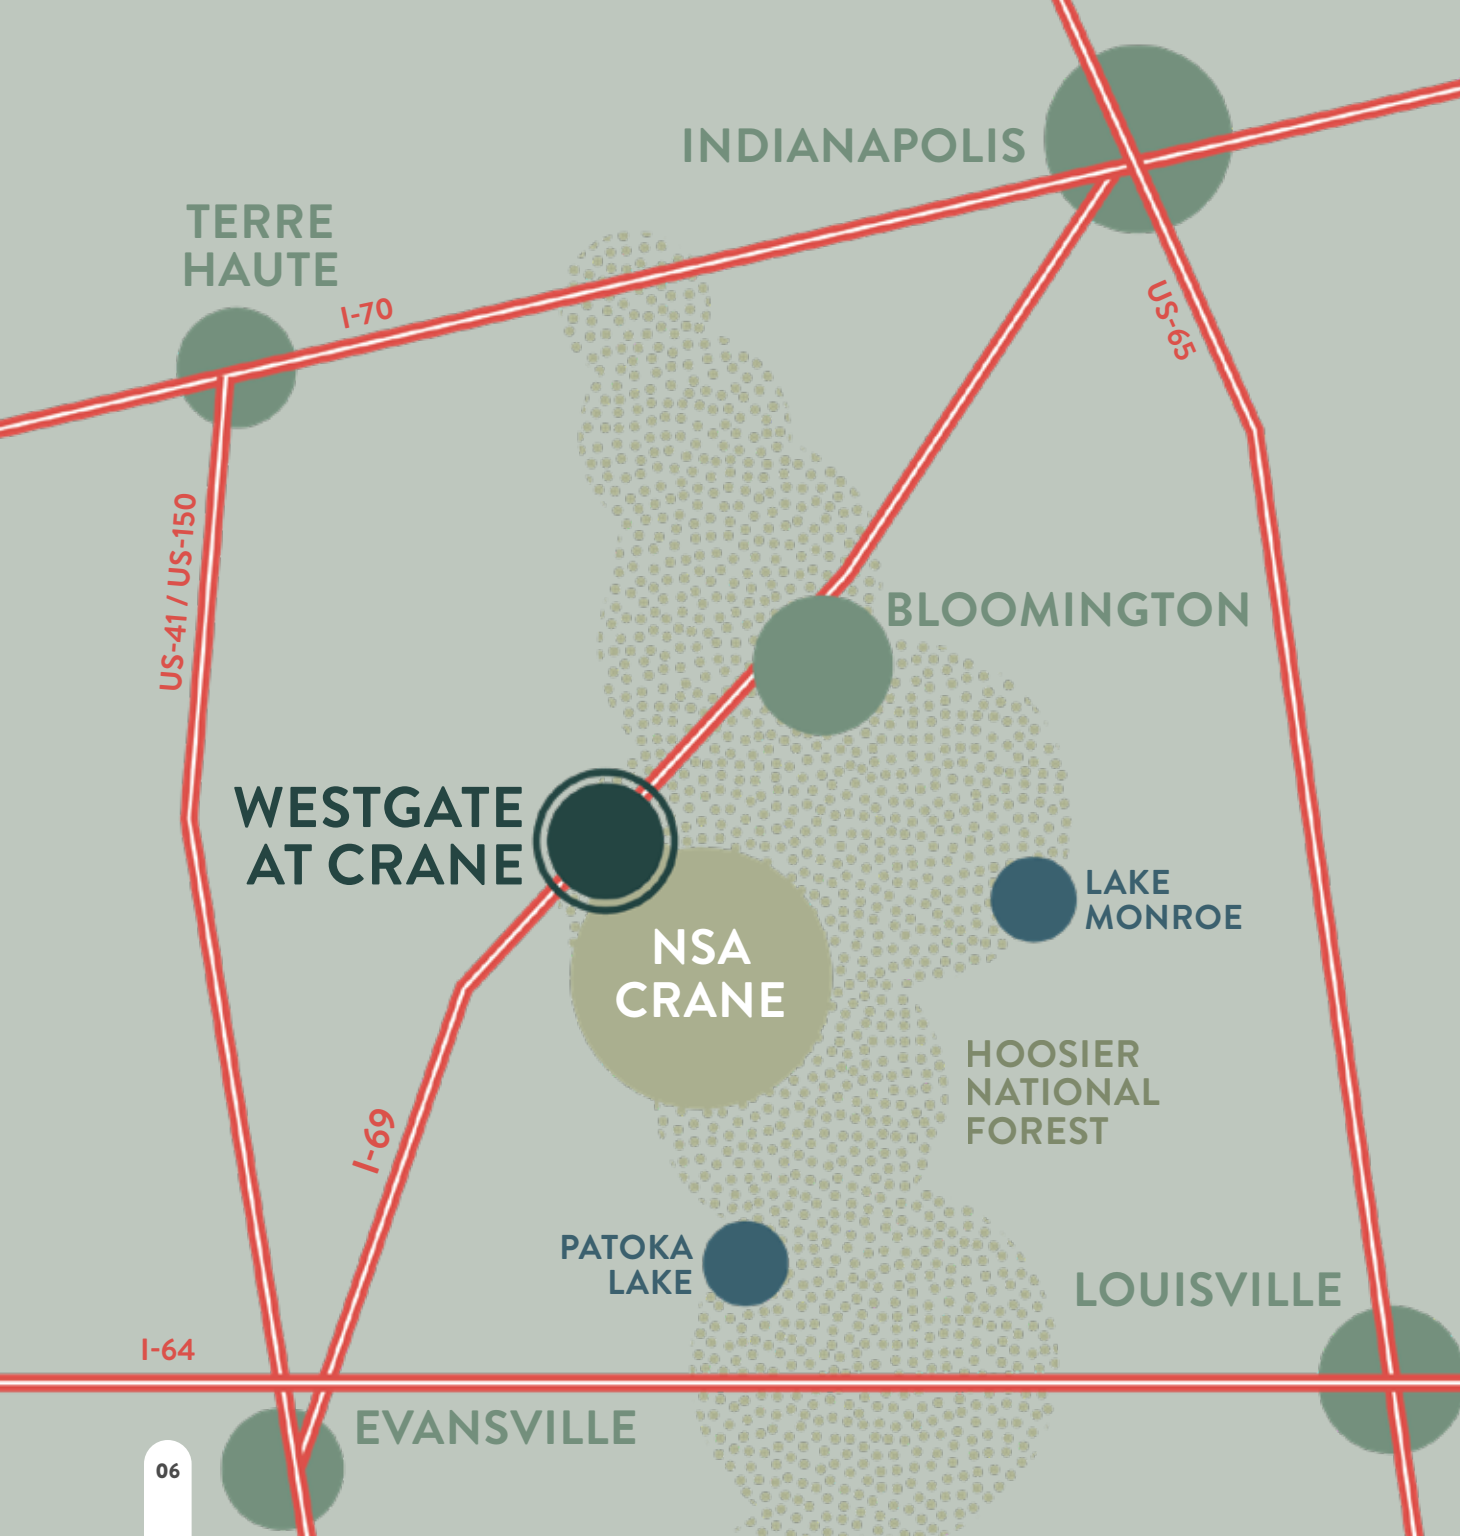 INDIANAPOLIS
TERRE
HAUTE
I-70
US-65
US-41 / US-150
BLOOMINGTON
WESTGATE
AT CRANE
LAKE
MONROE
NSA
CRANE
HOOSIER
NATIONAL
FOREST
I-69
PATOKA
LAKE
LOUISVILLE
I-64
EVANSVILLE
06